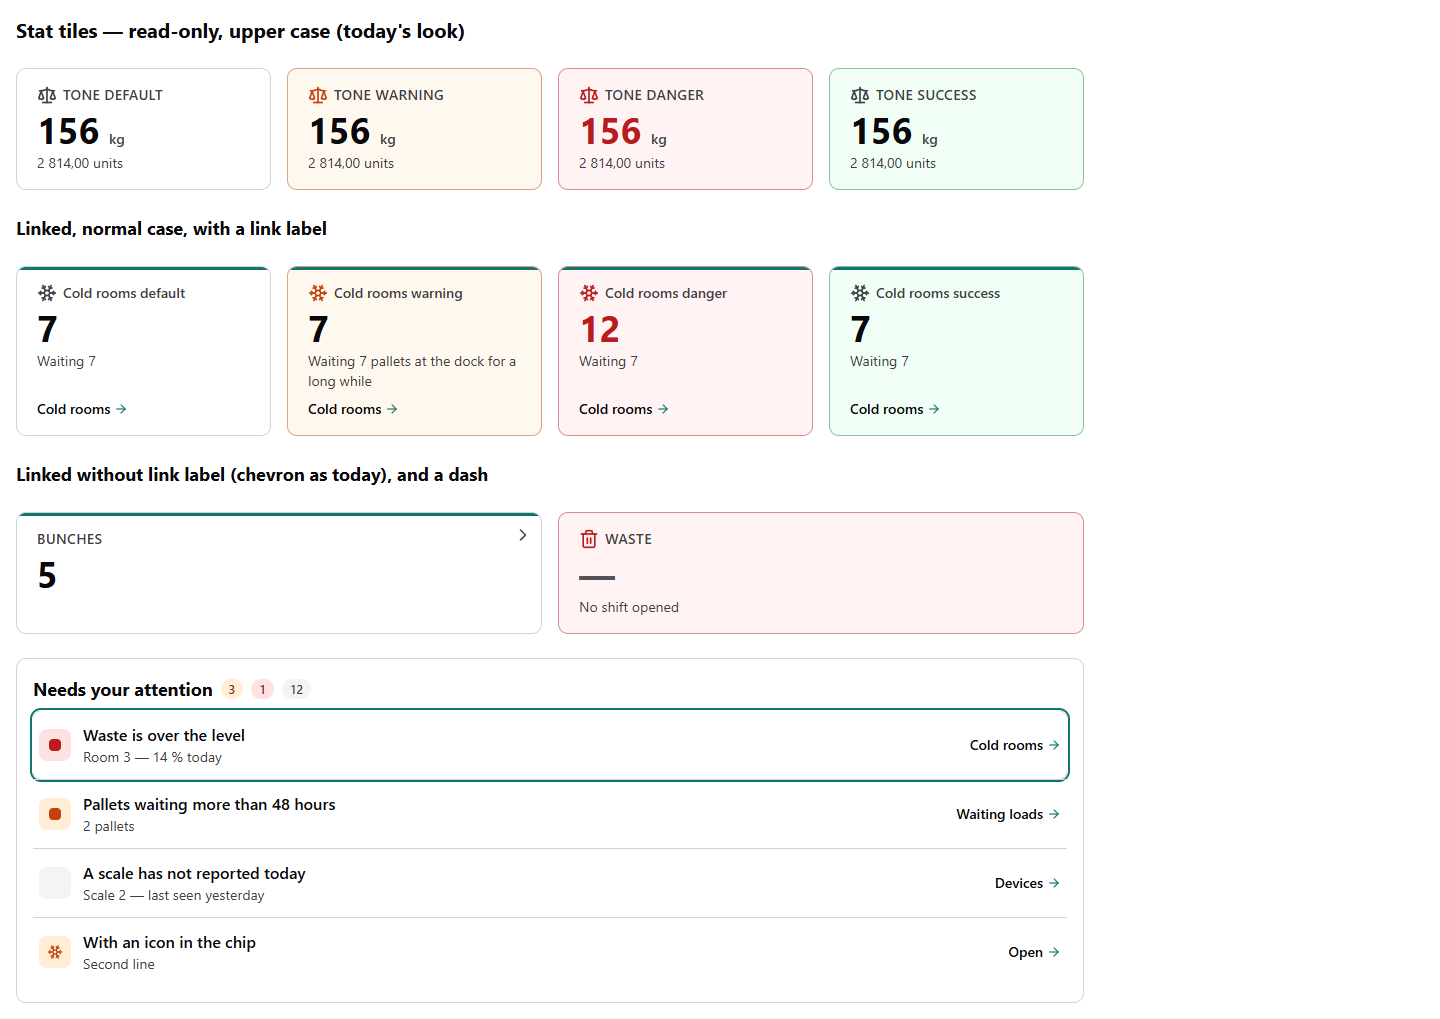 Stat tiles — read-only, upper case (today's look)
TONE DEFAULT
156 kg
2 814,00 units
TONE WARNING
156 kg
2 814,00 units
TONE DANGER
156 kg
2 814,00 units
TONE SUCCESS
156 kg
2 814,00 units
Linked, normal case, with a link label
Cold rooms default
7
Waiting 7
Cold rooms →
Cold rooms warning
7
Waiting 7 pallets at the dock for a
long while
Cold rooms →
Cold rooms danger
12
Waiting 7
Cold rooms →
Cold rooms success
7
Waiting 7
Cold rooms →
Linked without link label (chevron as today), and a dash
BUNCHES
5
WASTE
—
No shift opened
Needs your attention 3 1 12
Waste is over the level
Room 3 — 14 % today
Cold rooms →
Pallets waiting more than 48 hours
2 pallets
Waiting loads →
A scale has not reported today
Scale 2 — last seen yesterday
Devices →
With an icon in the chip
Second line
Open →